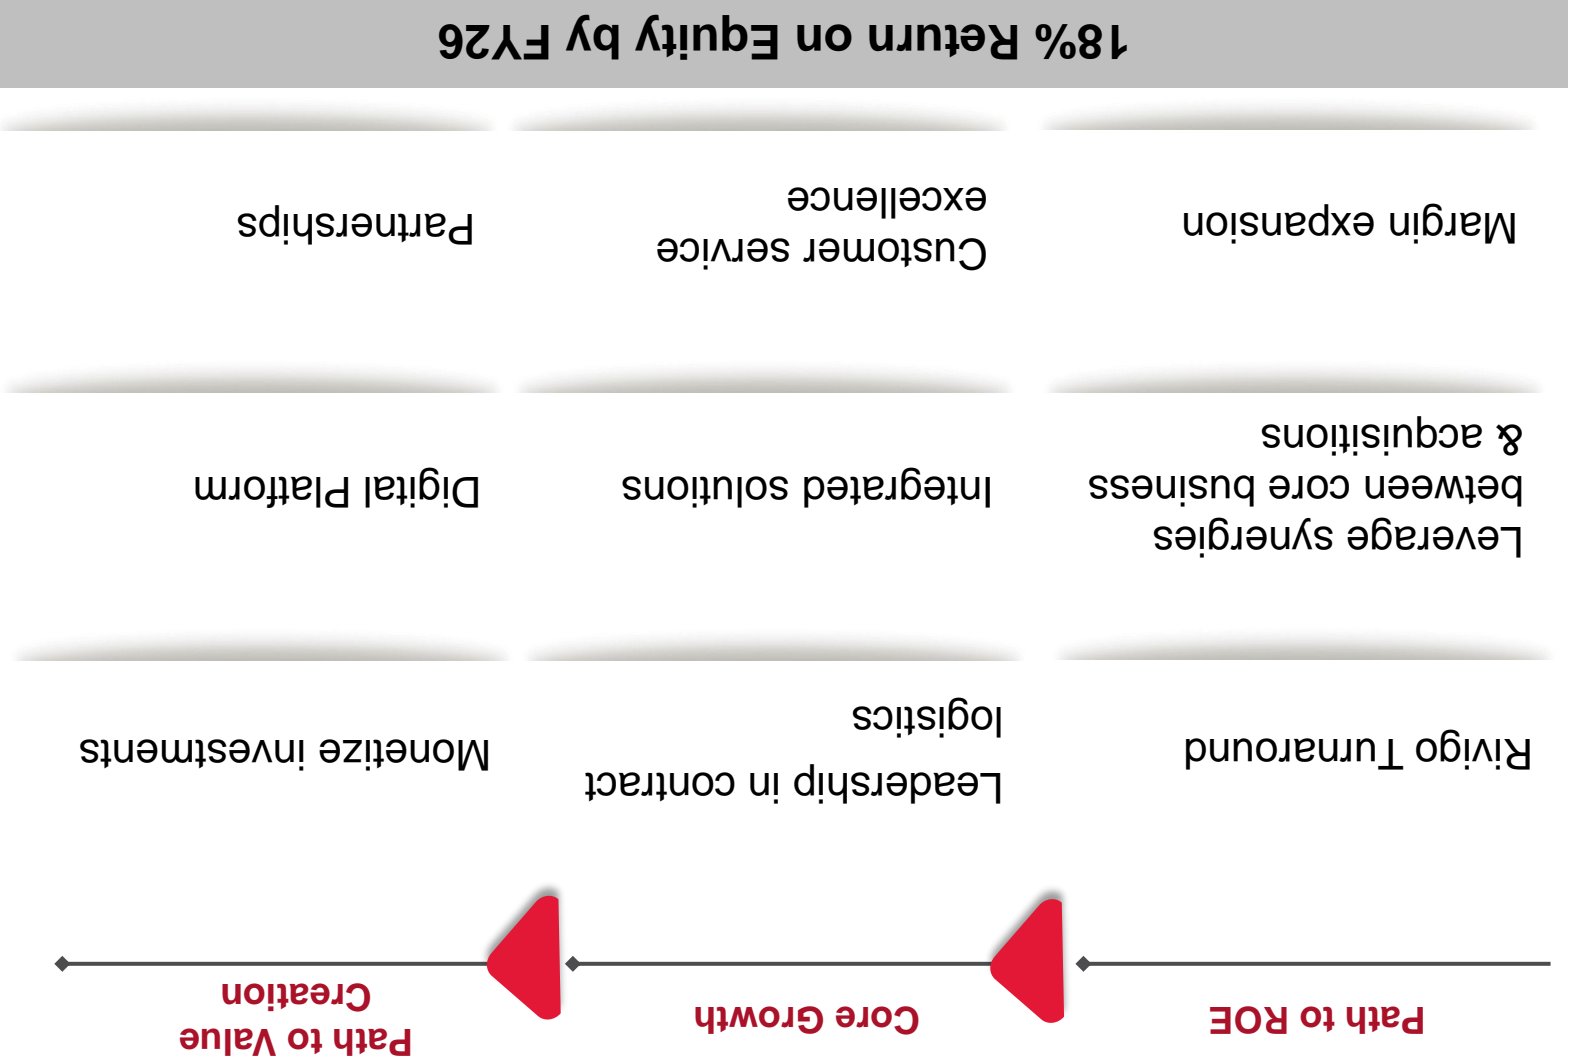 Path to ROE
Core Growth
Path to Value
Creation
Rivigo Turnaround
Leadership in contract
logistics
Monetize investments
Leverage synergies
between core business
& acquisitions
Integrated solutions
Digital Platform
Margin expansion
Customer service
excellence
Partnerships
18% Return on Equity by FY26